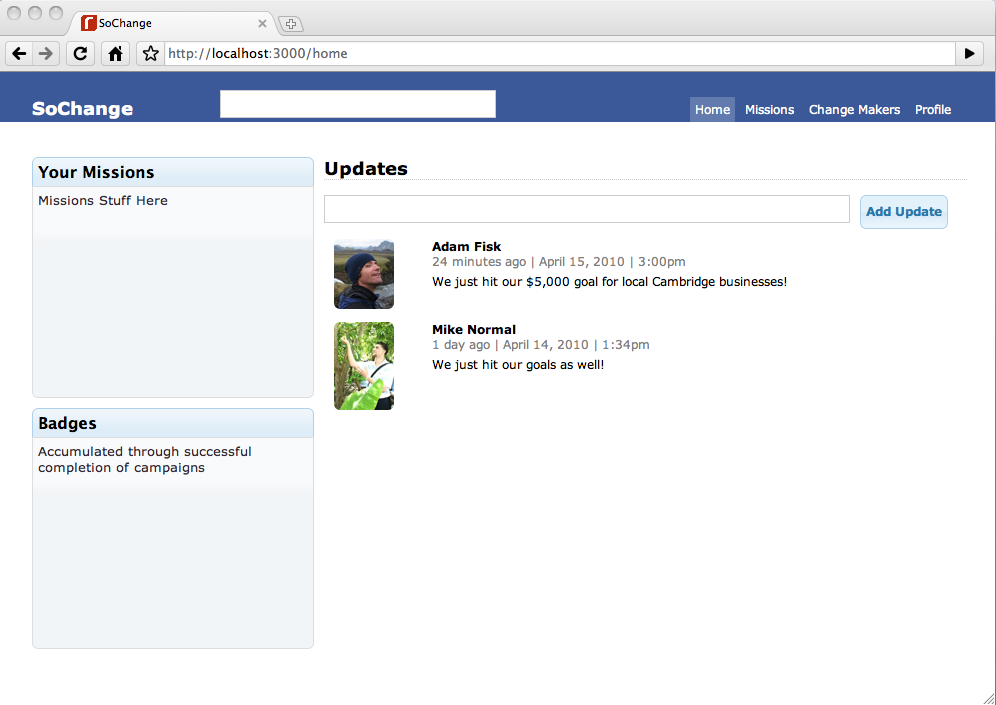 SoChange
http://localhost:3000/home
SoChange
Home Missions Change Makers Profile
Your Missions
Missions Stuff Here
Badges
Accumulated through successful
completion of campaigns
Updates
Add Update
Adam Fisk
24 minutes ago | April 15, 2010 | 3:00pm
We just hit our $5,000 goal for local Cambridge businesses!
Mike Normal
1 day ago | April 14, 2010 | 1:34pm
We just hit our goals as well!